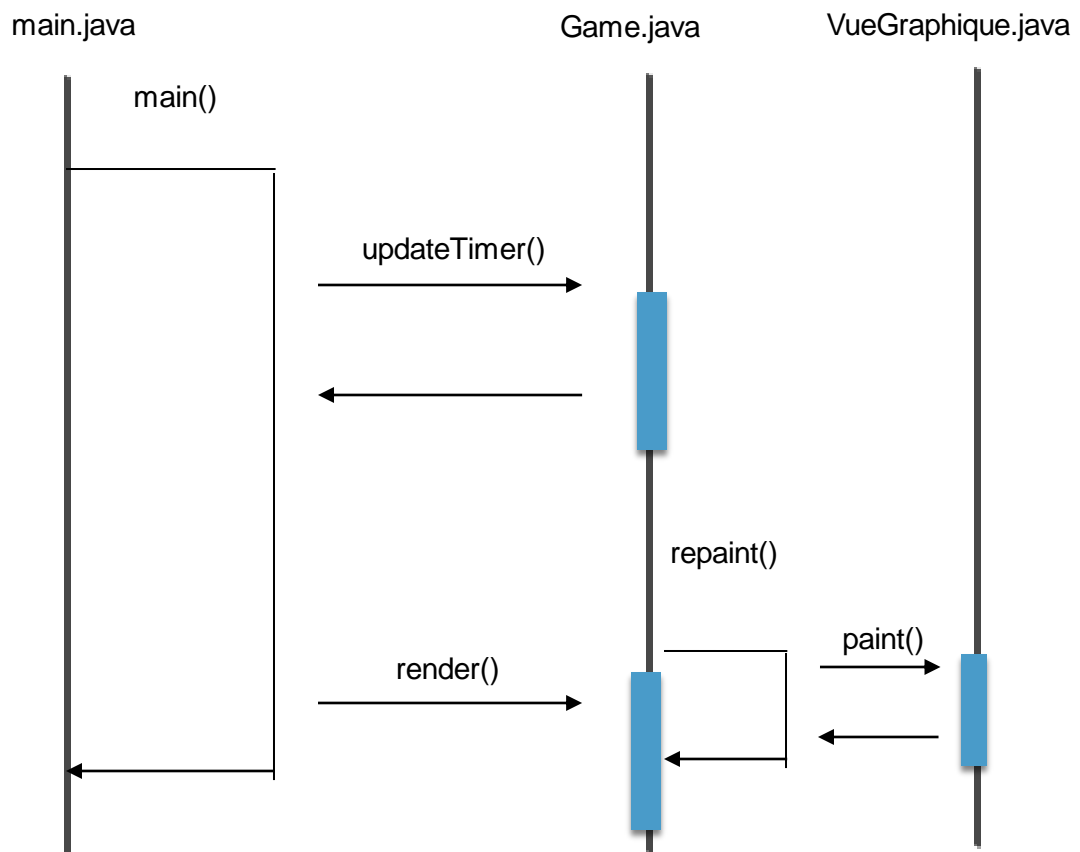 main.java
Game.java
VueGraphique.java
main()
updateTimer()
repaint()
paint()
render()